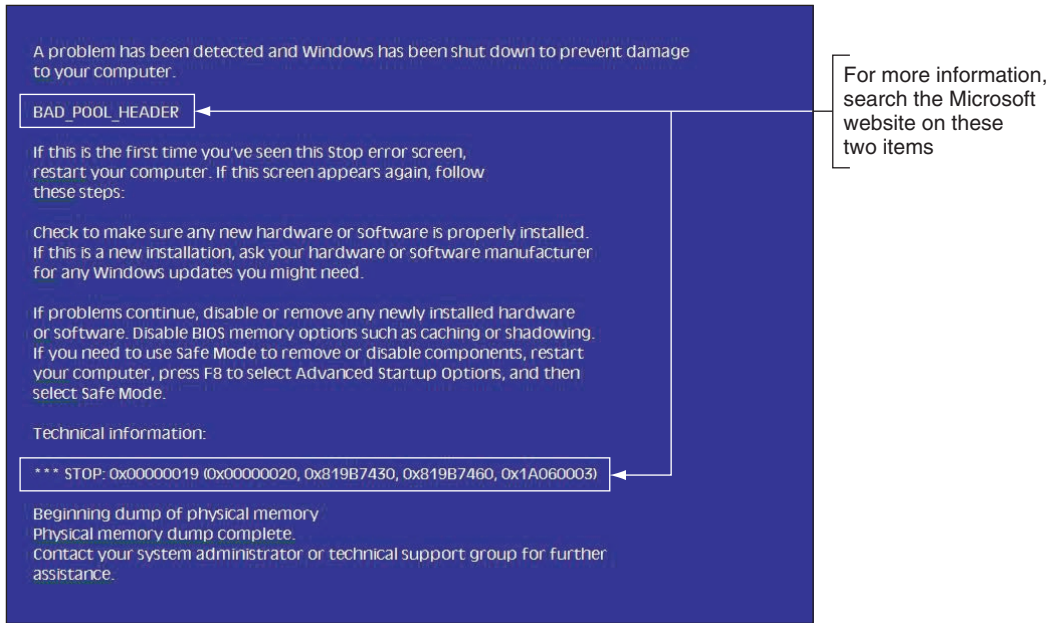 A problem has been detected and Windows has been shut down to prevent damage
to your computer.
BAD_POOL_HEADER
If this is the first time you've seen this Stop error screen,
restart your computer. If this screen appears again, follow
these steps:
Check to make sure any new hardware or software is properly installed.
If this is a new installation, ask your hardware or software manufacturer
for any Windows updates you might need.
If problems continue, disable or remove any newly installed hardware
or software. Disable BIOS memory options such as caching or shadowing.
If you need to use Safe Mode to remove or disable components, restart
your computer, press F8 to select Advanced Startup Options, and then
select Safe Mode.
Technical information:
*** STOP: 0x00000019 (0x00000020, 0x819B7430, 0x819B7460, 0x1A060003)
Beginning dump of physical memory
Physical memory dump complete.
Contact your system administrator or technical support group for further
assistance.
For more information,
search the Microsoft
website on these
two items